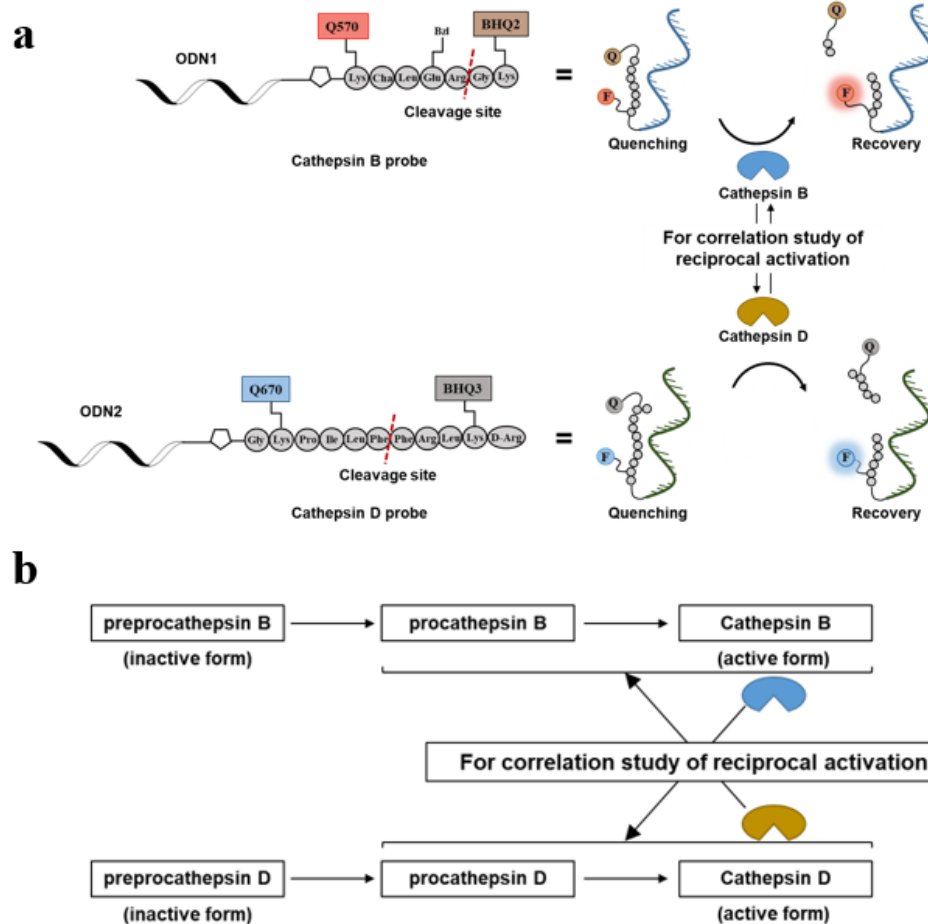 a
ODN1
Q570
Bzl
BHQ2
Lys Cha Leu Glu Arg Gly Lys
Cleavage site
Cathepsin B probe
=
Q
F
Quenching
Q
F
Recovery
Cathepsin B
For correlation study of
reciprocal activation
Cathepsin D
ODN2
Q670
BHQ3
Gly Lys Pro Ile Leu Phe Phe Arg Leu Lys D-Arg
Cleavage site
Cathepsin D probe
=
Q
F
Quenching
Q
F
Recovery
b
preprocathepsin B
procathepsin B
Cathepsin B
(inactive form)
(active form)
For correlation study of reciprocal activation
preprocathepsin D
procathepsin D
Cathepsin D
(inactive form)
(active form)